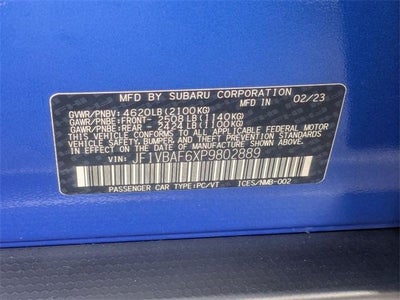 MFD BY SUBARU CORPORATION 02/23
GVWR/PNBV: 4620LB(2100KG)
GAWR/PNBE:FRONT- 2508LB(1140KG)
GAWR/PNBE:REAR - 2424LB(1100KG)
THIS VEHICLE CONFORMS TO ALL APPLICABLE FEDERAL MOTOR
VEHICLE SAFETY, BUMPER AND THEFT PREVENTION STANDARDS
IN EFFECT ON THE DATE OF MANUFACTURE SHOWN ABOVE.
VIN: JF1VBAF6XP9802889
PASSENGER CAR TYPE:PC/VT ICES/NMB-002